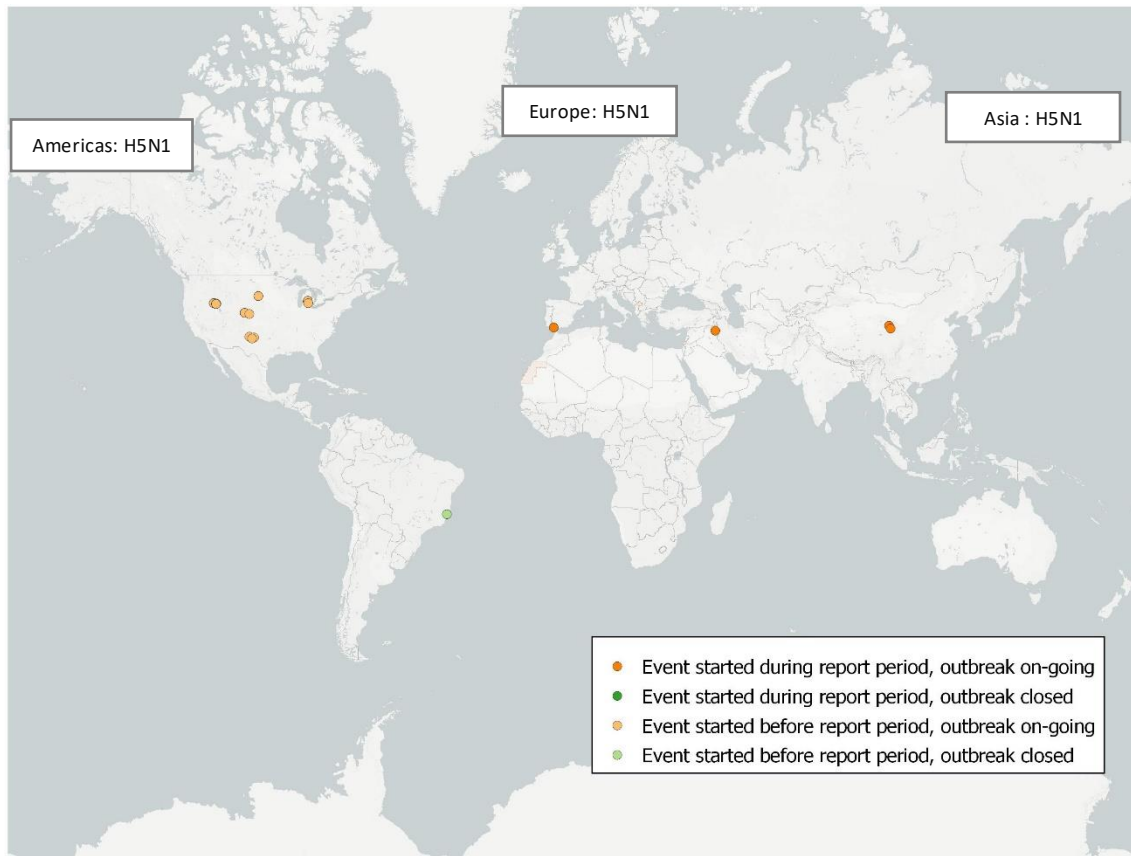 Europe: H5N1
Asia : H5N1
Americas: H5N1
Event started during report period, outbreak on-going
Event started during report period, outbreak closed
Event started before report period, outbreak on-going
Event started before report period, outbreak closed